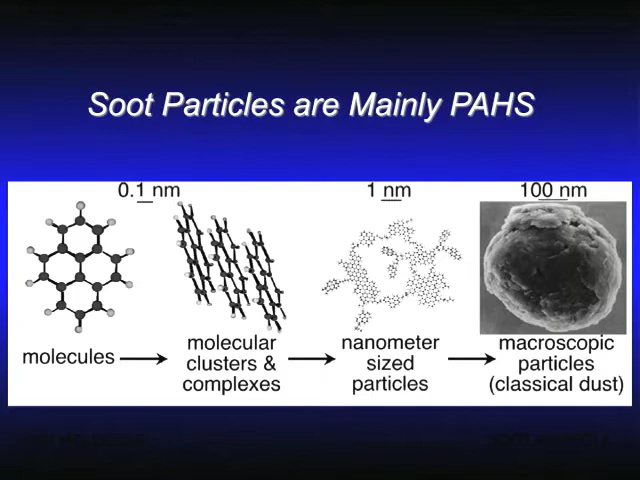 Soot Particles are Mainly PAHS
0.1 nm
1 nm
100 nm
molecules
molecular
clusters &
complexes
nanometer
sized
particles
macroscopic
particles
(classical dust)